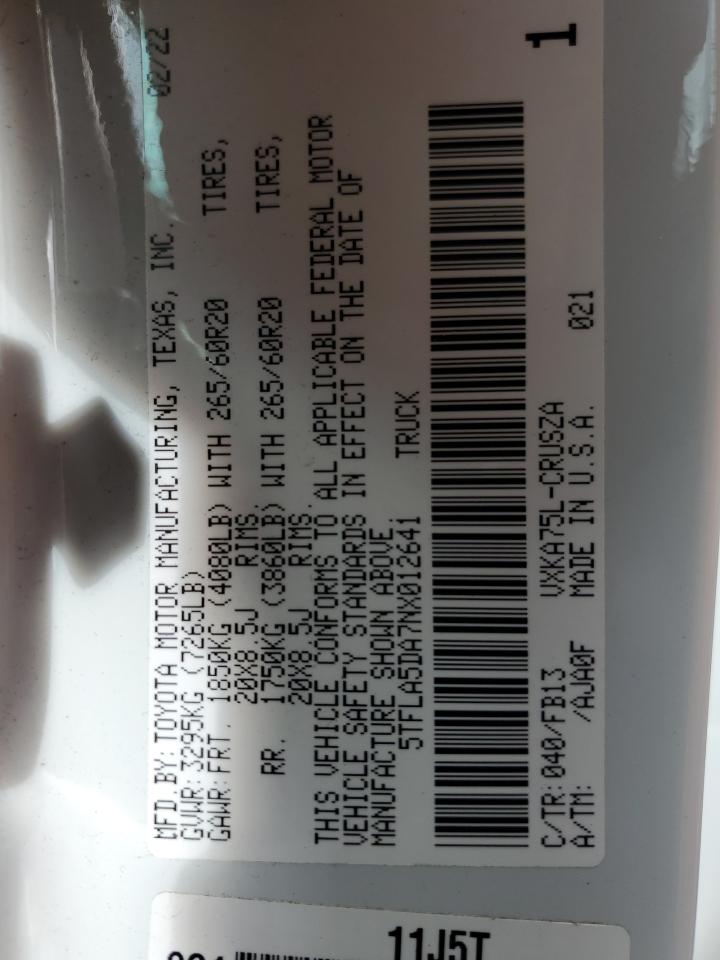 MFD.BY:TOYOTA MOTOR MANUFACTURING, TEXAS, INC. 02/22
GVWR:3295KG (7265LB)
GAWR:FRT. 1850KG (4080LB) WITH 265/60R20 TIRES,
20X8.5J RIMS.
RR. 1750KG (3860LB) WITH 265/60R20 TIRES,
20X8.5J RIMS.
THIS VEHICLE CONFORMS TO ALL APPLICABLE FEDERAL MOTOR
VEHICLE SAFETY STANDARDS IN EFFECT ON THE DATE OF
MANUFACTURE SHOWN ABOVE.
5TFLA5DA7NX012641 TRUCK
C/TR:040/FB13 VXKA75L-CRUSZA 021 1
A/TM: /AJA0F MADE IN U.S.A.
11J5T